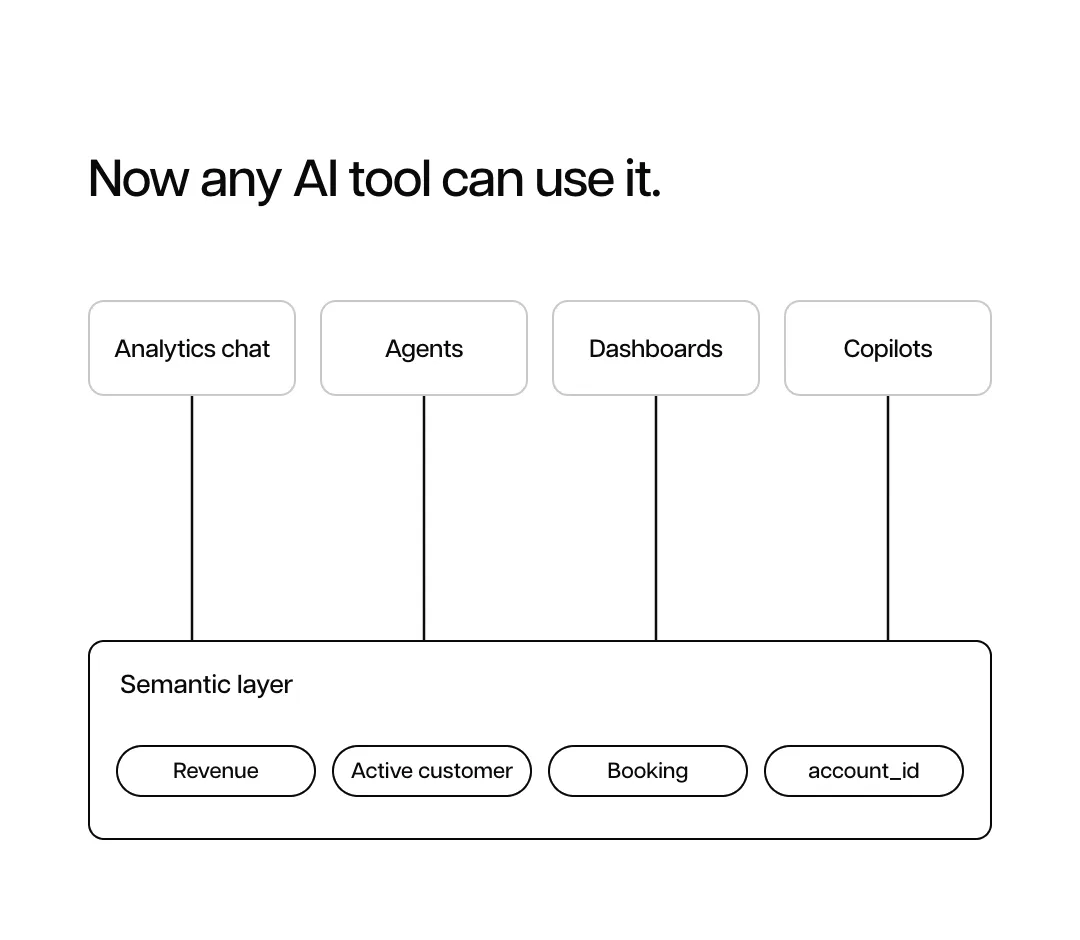 Now any AI tool can use it.
Analytics chat
Agents
Dashboards
Copilots
Semantic layer
Revenue
Active customer
Booking
account_id